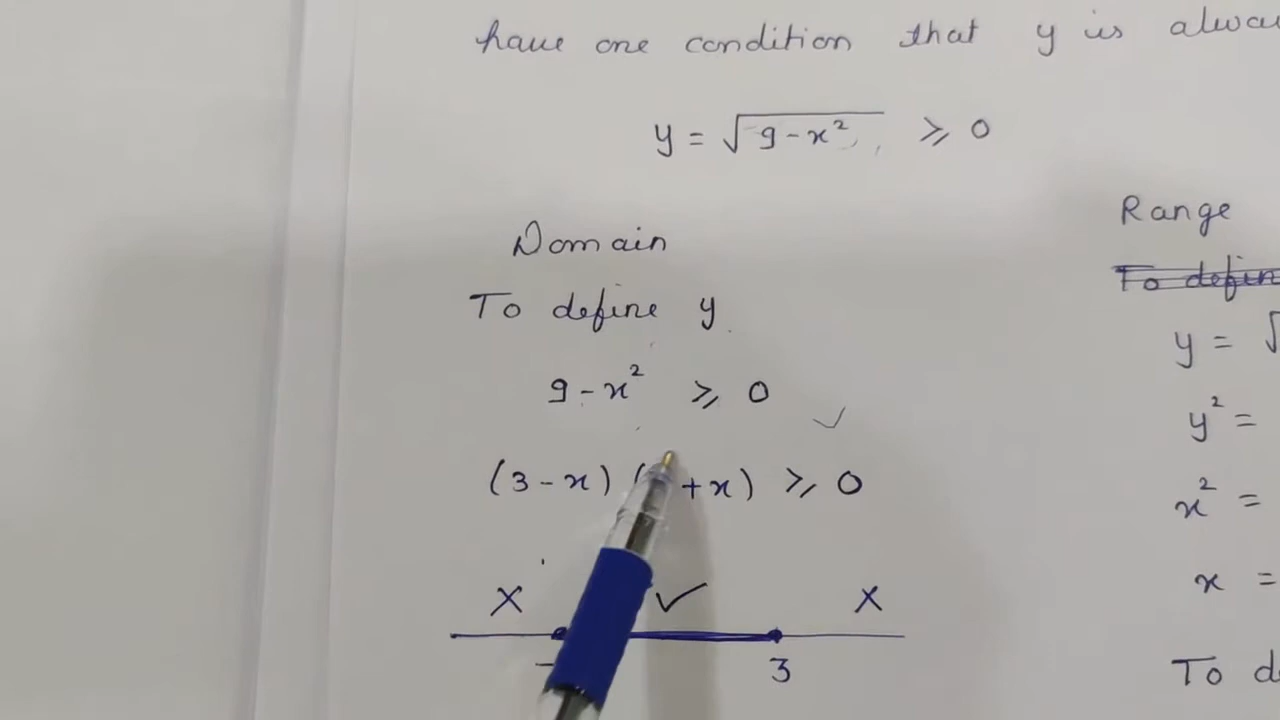 have one condition that y is
y = √9-x² ≥ 0
Domain
To define y
9-x² ≥ 0
(3-x) ( +x) ≥ 0
X ✓ X
3
Range
y = √
y² =
x² =
x =
To